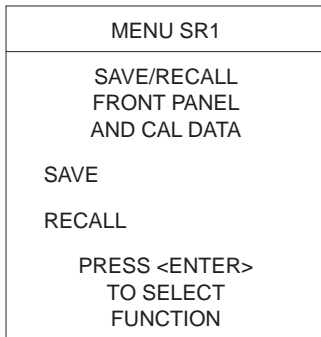 MENU SR1
SAVE/RECALL
FRONT PANEL
AND CAL DATA
SAVE
RECALL
PRESS <ENTER>
TO SELECT
FUNCTION